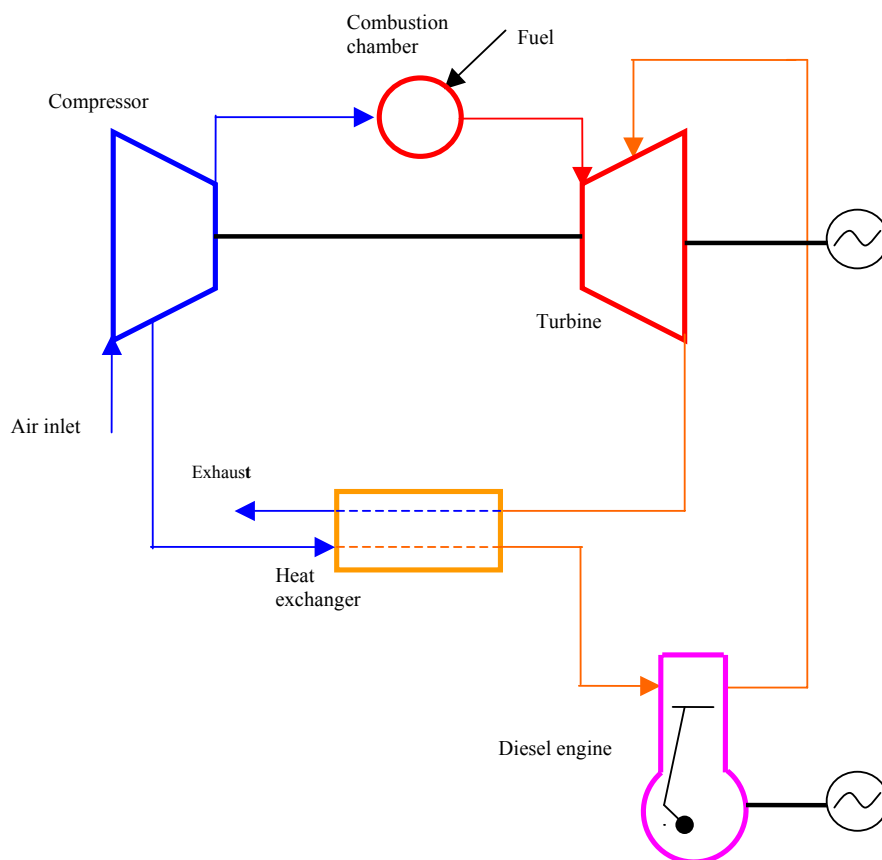 Combustion
chamber
Fuel
Compressor
Turbine
Air inlet
Exhaust
Heat
exchanger
Diesel engine